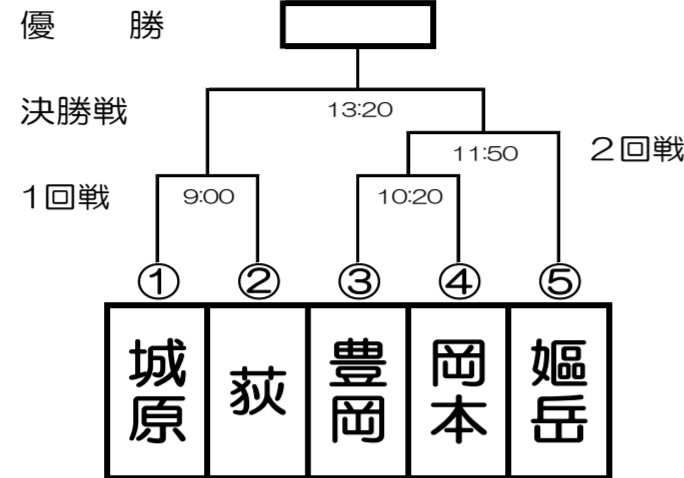 優　勝
決勝戦
13:20
11:50
２回戦
1回戦
9:00
10:20
① ② ③ ④ ⑤
城原
荻
豊岡
岡本
嫗岳